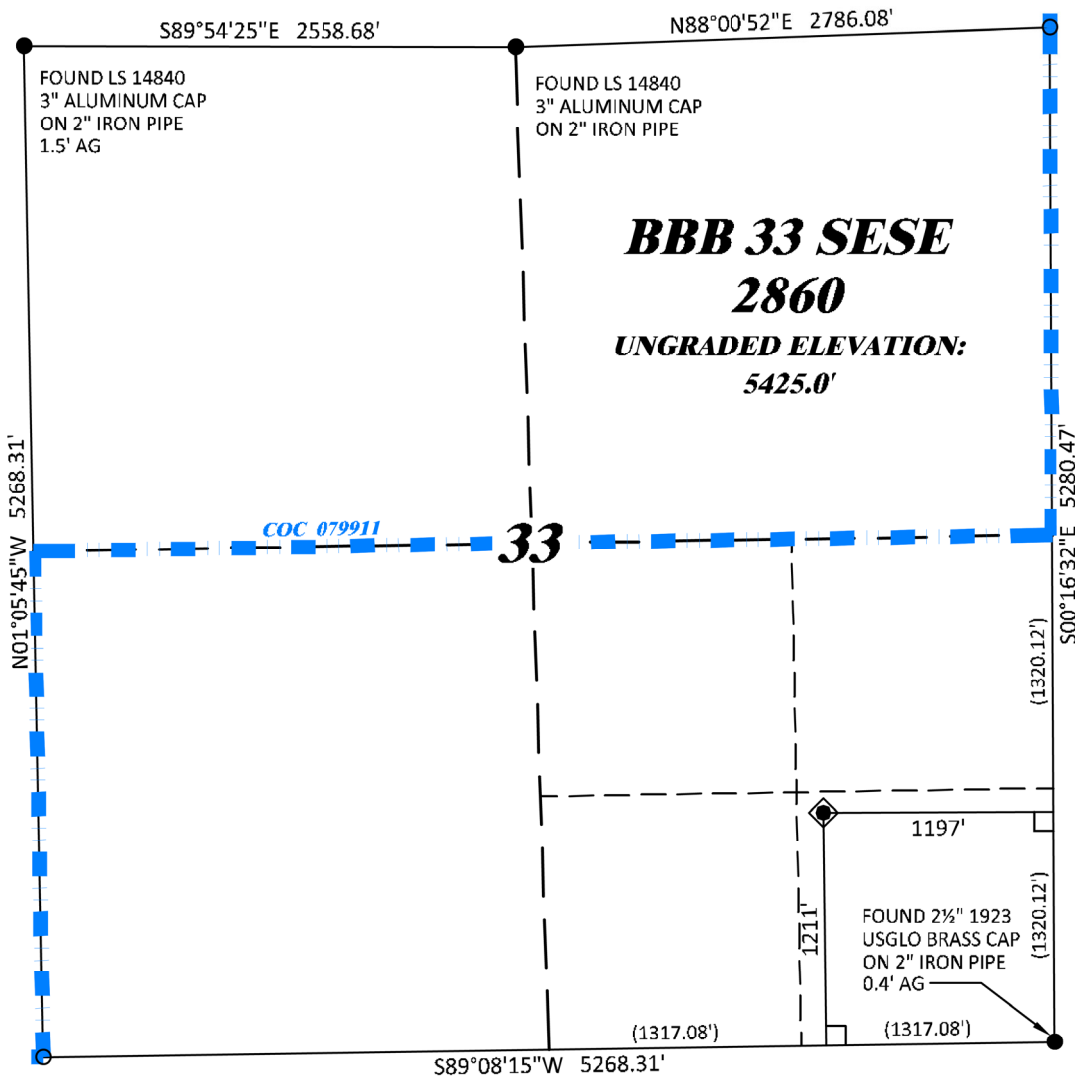 S89°54'25"E 2558.68'
N88°00'52"E 2786.08'
FOUND LS 14840
3" ALUMINUM CAP
ON 2" IRON PIPE
1.5' AG
FOUND LS 14840
3" ALUMINUM CAP
ON 2" IRON PIPE
BBB 33 SESE
2860
UNGRADED ELEVATION:
5425.0'
N01°05'45"W 5268.31'
S00°16'32"E 5280.47'
COC 079911
33
(1320.12')
1197'
1211'
(1320.12')
FOUND 2½" 1923
USGLO BRASS CAP
ON 2" IRON PIPE
0.4' AG
(1317.08')
(1317.08')
S89°08'15"W 5268.31'